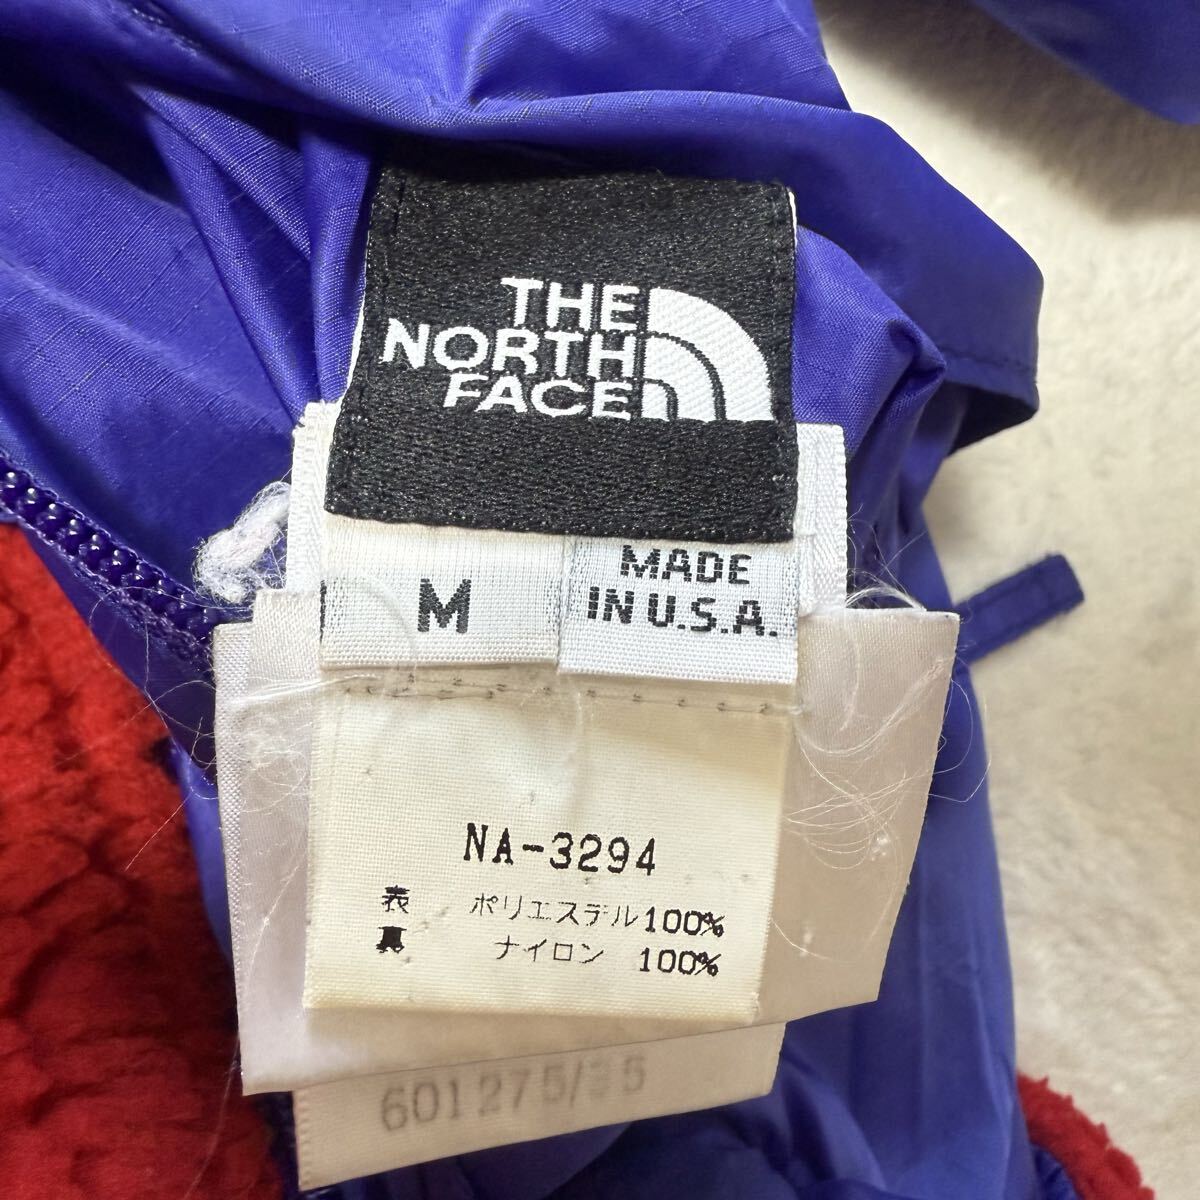 THE
NORTH
FACE
M
MADE
IN U.S.A.
NA-3294
表 ポリエステル100%
裏 ナイロン 100%
601275/35